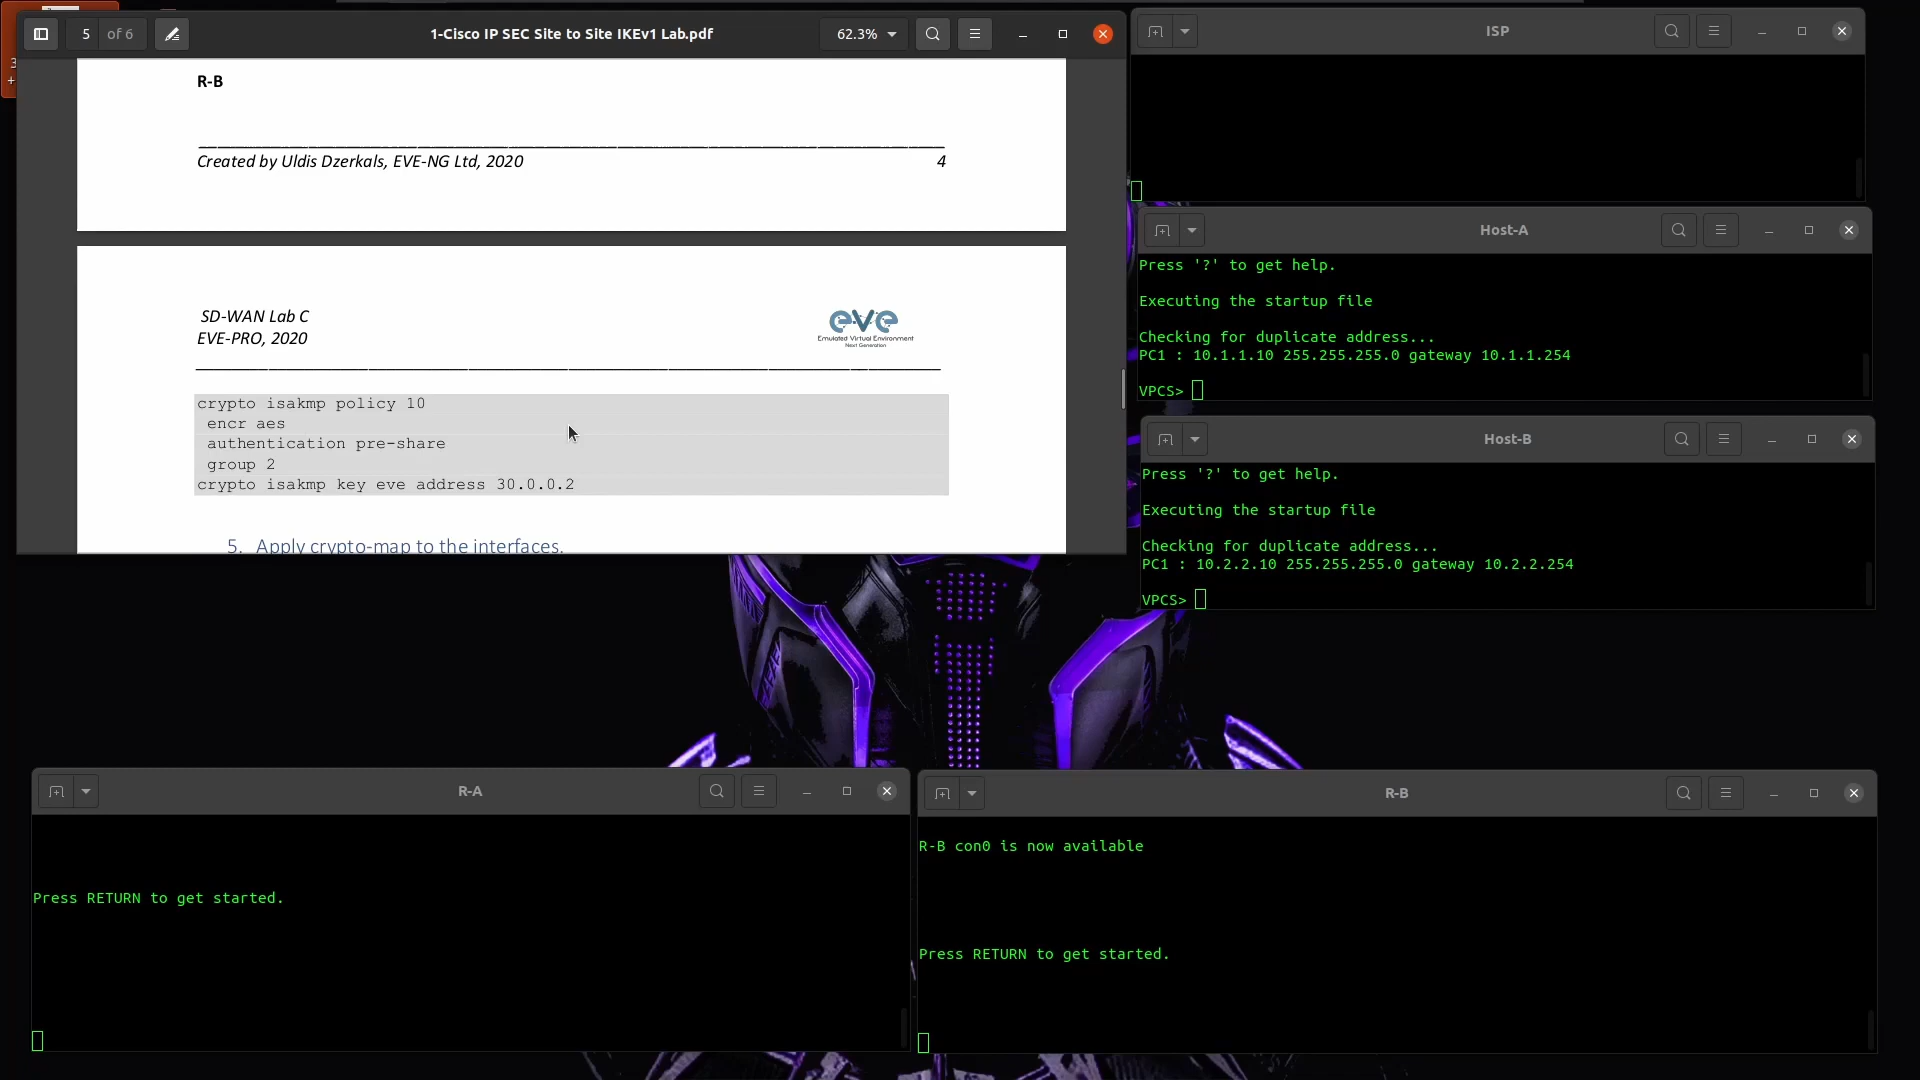 5 of 6
1-Cisco IP SEC Site to Site IKEv1 Lab.pdf
62.3%
R-B
Created by Uldis Dzerkals, EVE-NG Ltd, 2020
4
SD-WAN Lab C
EVE-PRO, 2020
eve
Emulated Virtual Environment
Next Generation
crypto isakmp policy 10
encr aes
authentication pre-share
group 2
crypto isakmp key eve address 30.0.0.2
5. Apply crypto-map to the interfaces.
ISP
Host-A
Press '?' to get help.
Executing the startup file
Checking for duplicate address...
PC1 : 10.1.1.10 255.255.255.0 gateway 10.1.1.254
VPCS>
Host-B
Press '?' to get help.
Executing the startup file
Checking for duplicate address...
PC1 : 10.2.2.10 255.255.255.0 gateway 10.2.2.254
VPCS>
R-A
Press RETURN to get started.
R-B
R-B con0 is now available
Press RETURN to get started.